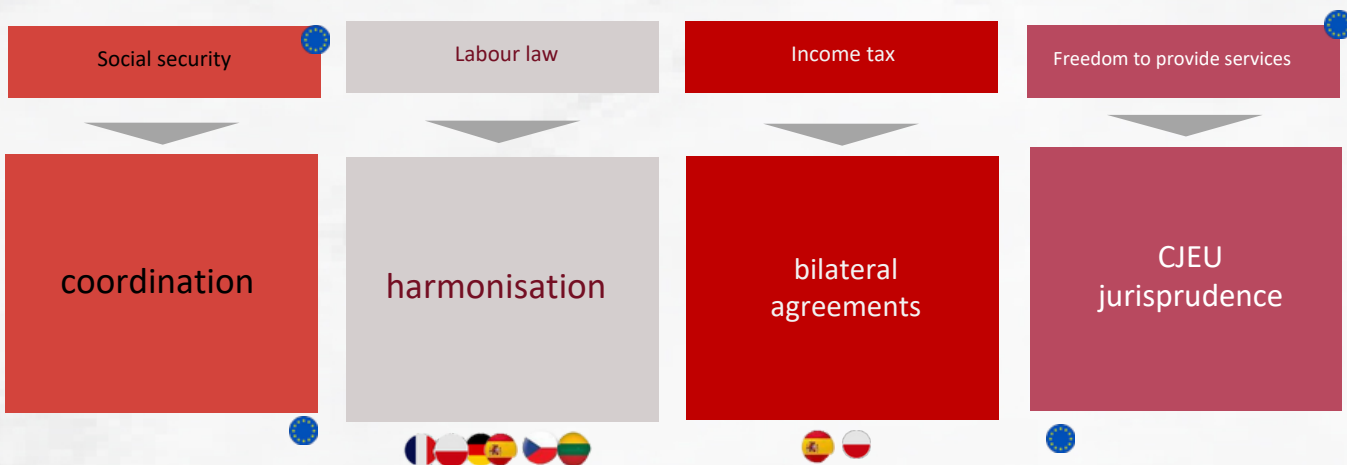 Social security
Labour law
Income tax
Freedom to provide services
coordination
harmonisation
bilateral
agreements
CJEU
jurisprudence